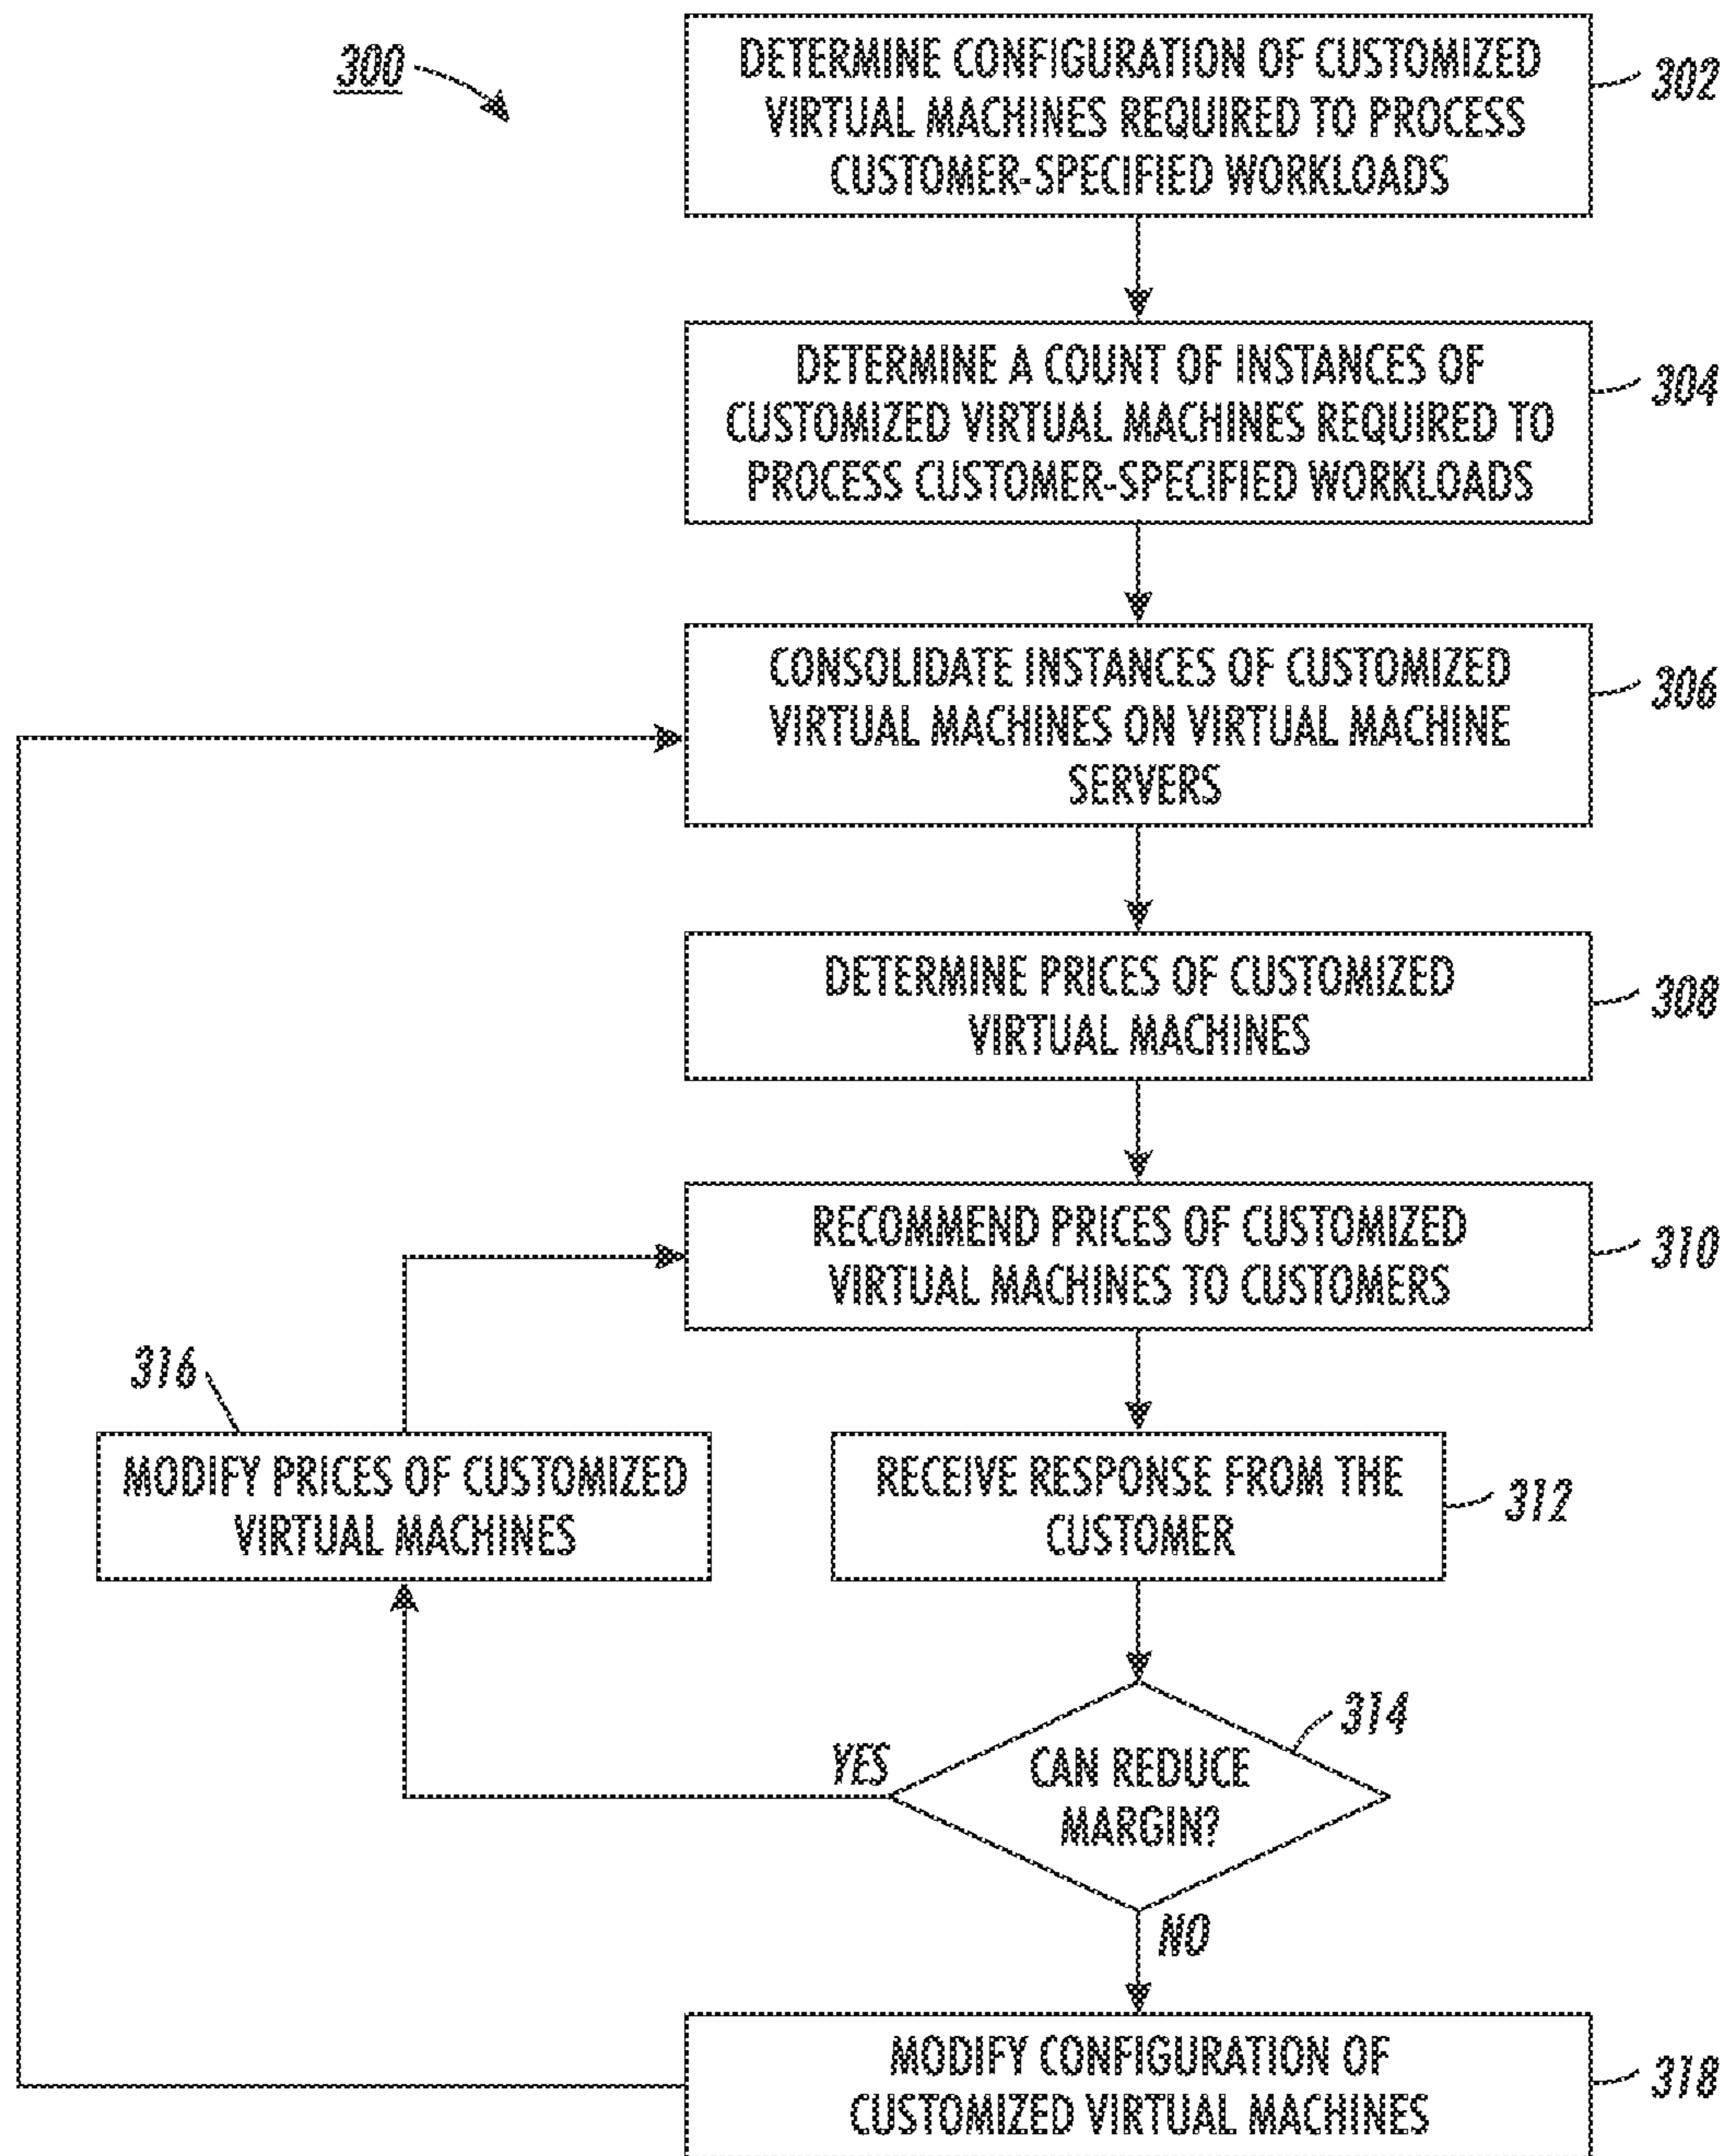 300
DETERMINE CONFIGURATION OF CUSTOMIZED
VIRTUAL MACHINES REQUIRED TO PROCESS
CUSTOMER-SPECIFIED WORKLOADS
302
DETERMINE A COUNT OF INSTANCES OF
CUSTOMIZED VIRTUAL MACHINES REQUIRED TO
PROCESS CUSTOMER-SPECIFIED WORKLOADS
304
CONSOLIDATE INSTANCES OF CUSTOMIZED
VIRTUAL MACHINES ON VIRTUAL MACHINE
SERVERS
306
DETERMINE PRICES OF CUSTOMIZED
VIRTUAL MACHINES
308
RECOMMEND PRICES OF CUSTOMIZED
VIRTUAL MACHINES TO CUSTOMERS
310
316
MODIFY PRICES OF CUSTOMIZED
VIRTUAL MACHINES
RECEIVE RESPONSE FROM THE
CUSTOMER
312
314
YES
CAN REDUCE
MARGIN?
NO
MODIFY CONFIGURATION OF
CUSTOMIZED VIRTUAL MACHINES
318